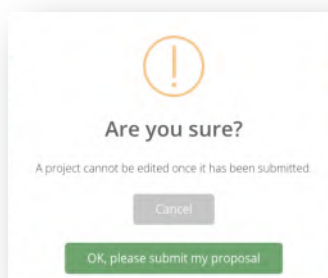 Are you sure?
A project cannot be edited once it has been submitted.
Cancel
OK, please submit my proposal